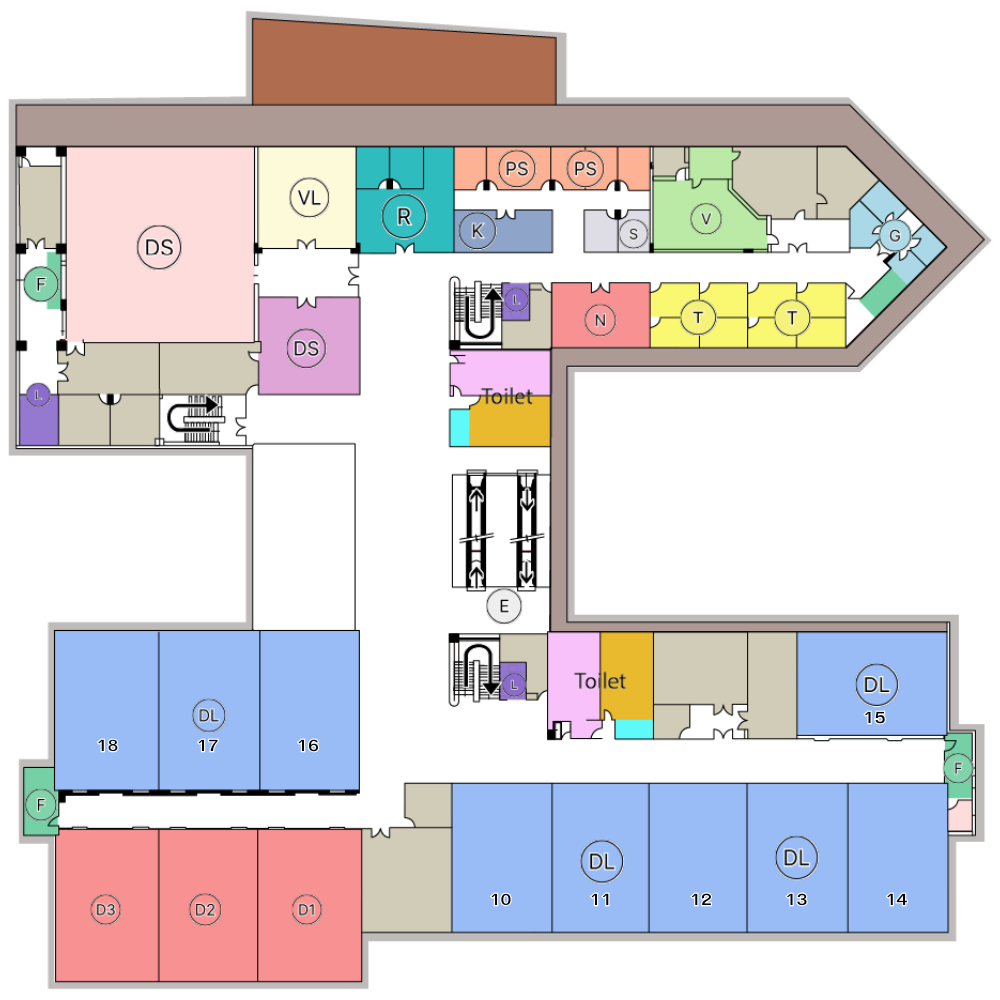 PS PS
VL
R
V
K S
G
DS
F
L
N T T
DS
L
Toilet
E
L
Toilet
DL
15
DL
18 17 16
F
F
DL DL
10 11 12 13 14
D3 D2 D1